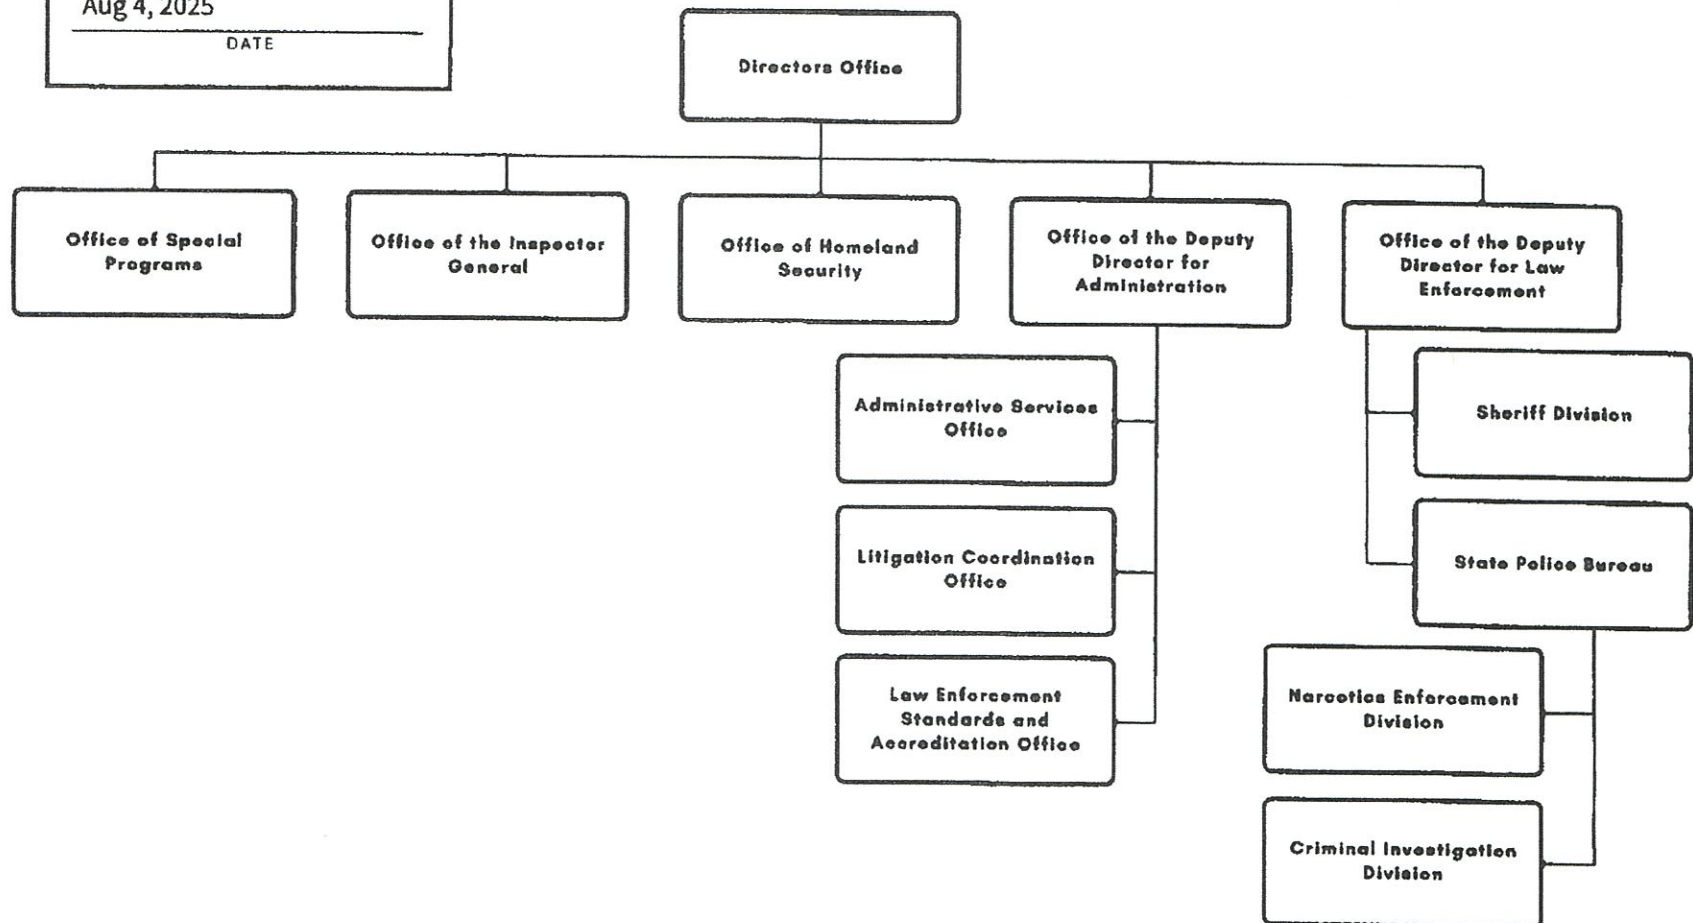 Aug 4, 2025
DATE
Directors Office
Office of Special
Programs
Office of the Inspector
General
Office of Homeland
Security
Office of the Deputy
Director for
Administration
Office of the Deputy
Director for Law
Enforcement
Administrative Services
Office
Sheriff Division
Litigation Coordination
Office
State Police Bureau
Law Enforcement
Standards and
Accreditation Office
Narcotics Enforcement
Division
Criminal Investigation
Division